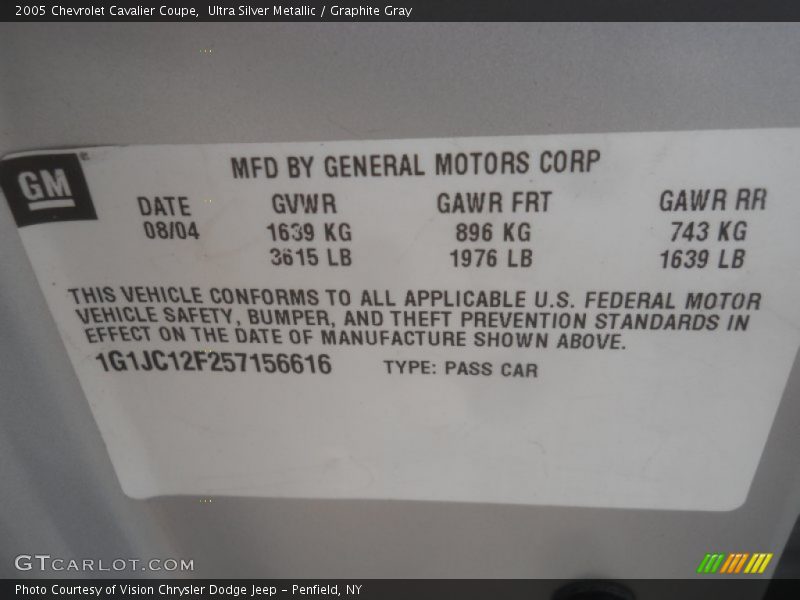 2005 Chevrolet Cavalier Coupe,  Ultra Silver Metallic / Graphite Gray
GM
MFD BY GENERAL MOTORS CORP
DATE GVWR GAWR FRT GAWR RR
08/04 1639 KG 896 KG 743 KG
3615 LB 1976 LB 1639 LB
THIS VEHICLE CONFORMS TO ALL APPLICABLE U.S. FEDERAL MOTOR
VEHICLE SAFETY, BUMPER, AND THEFT PREVENTION STANDARDS IN
EFFECT ON THE DATE OF MANUFACTURE SHOWN ABOVE.
1G1JC12F257156616 TYPE: PASS CAR
GTCARLOT.COM
Photo Courtesy of Vision Chrysler Dodge Jeep - Penfield, NY